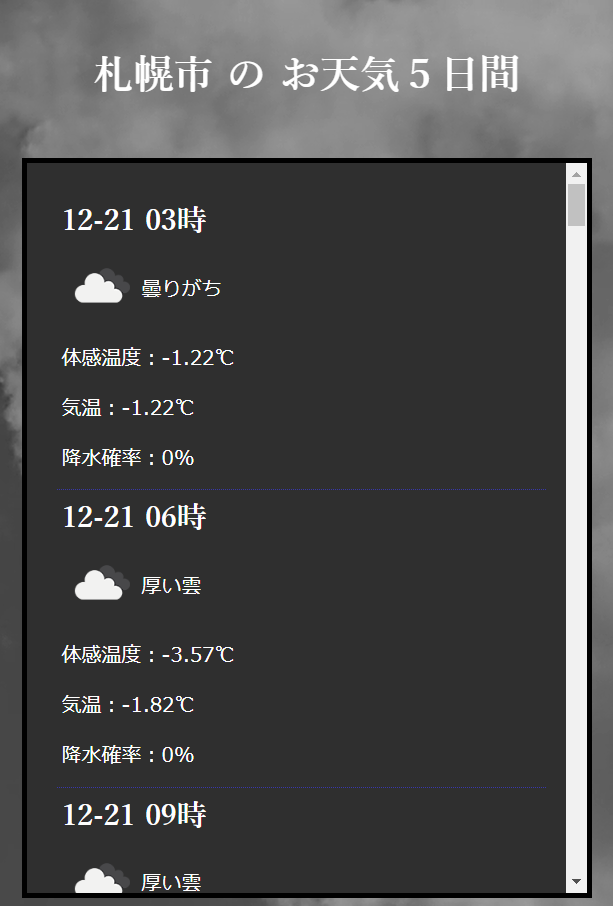 札幌市 の お天気５日間
12-21 03時
曇りがち
体感温度：-1.22℃
気温：-1.22℃
降水確率：0%
12-21 06時
厚い雲
体感温度：-3.57℃
気温：-1.82℃
降水確率：0%
12-21 09時
厚い雲